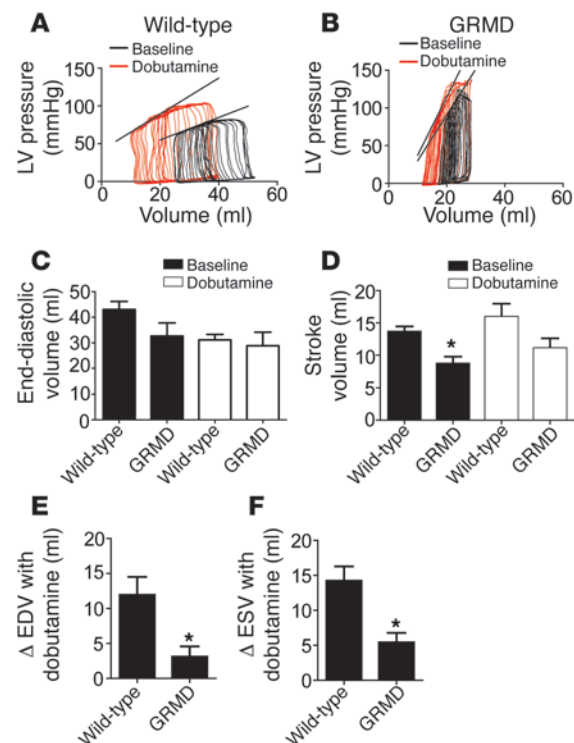 A Wild-type
Baseline
Dobutamine
LV pressure
(mmHg)
150
100
50
0
0 20 40 60
Volume (ml)
B GRMD
Baseline
Dobutamine
LV pressure
(mmHg)
150
100
50
0
0 20 40 60
Volume (ml)
C
Baseline
Dobutamine
End-diastolic
volume (ml)
50
40
30
20
10
0
Wild-type
GRMD
Wild-type
GRMD
D
Baseline
Dobutamine
Stroke
volume (ml)
20
15
10
5
0
*
Wild-type
GRMD
Wild-type
GRMD
E
Δ EDV with
dobutamine (ml)
20
15
10
5
0
*
Wild-type
GRMD
F
Δ ESV with
dobutamine (ml)
20
15
10
5
0
*
Wild-type
GRMD